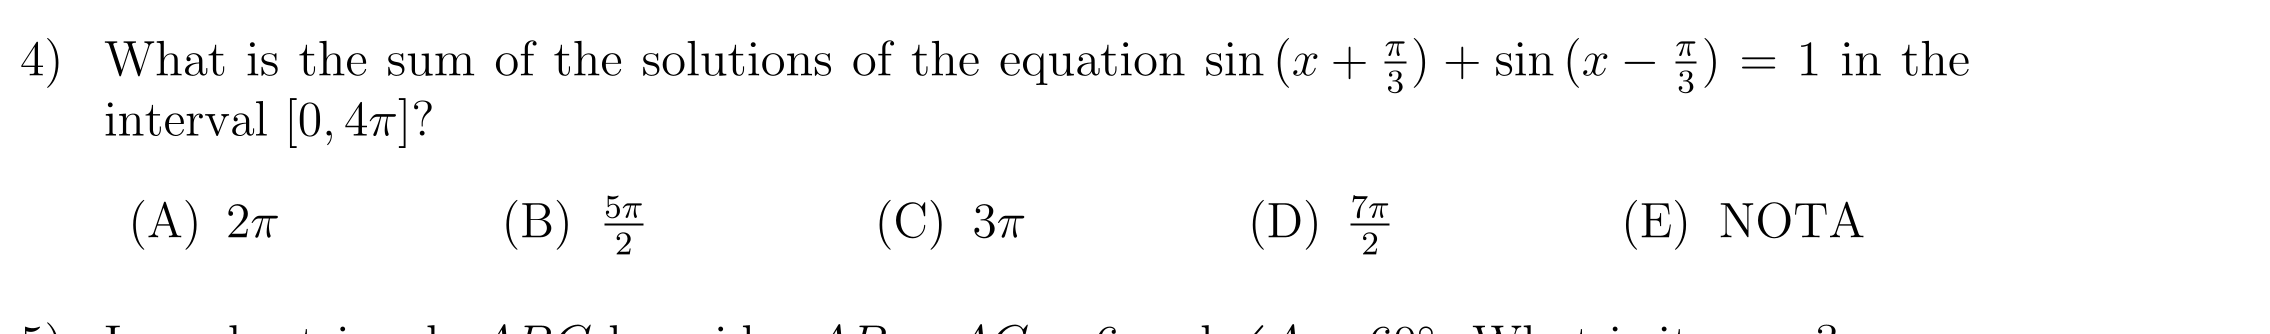 4) What is the sum of the solutions of the equation sin (x + π/3) + sin (x − π/3) = 1 in the
interval [0, 4π]?
(A) 2π (B) 5π/2 (C) 3π (D) 7π/2 (E) NOTA